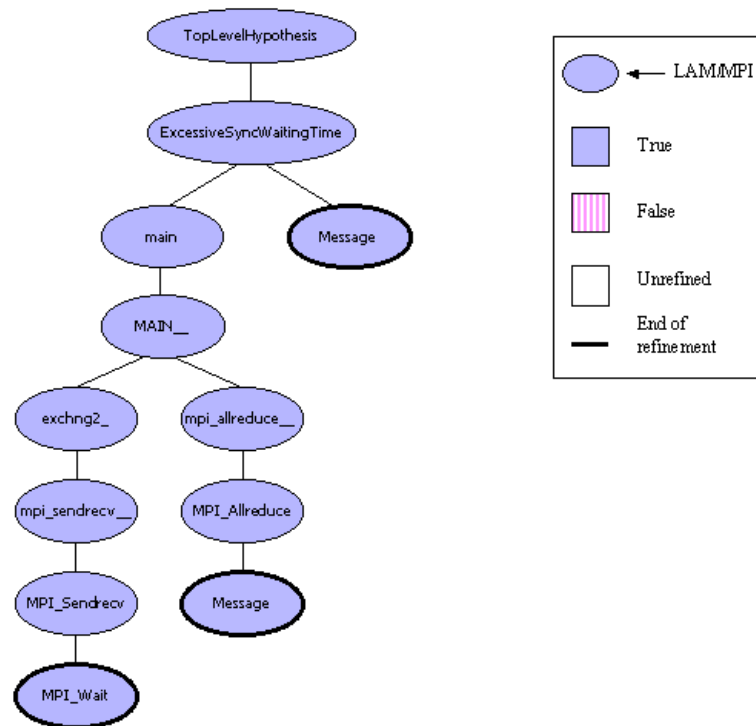 TopLevelHypothesis
ExcessiveSyncWaitingTime
main
Message
MAIN__
exchng2_
mpi_allreduce__
mpi_sendrecv__
MPI_Allreduce
MPI_Sendrecv
Message
MPI_Wait
LAM/MPI
True
False
Unrefined
End of
refinement